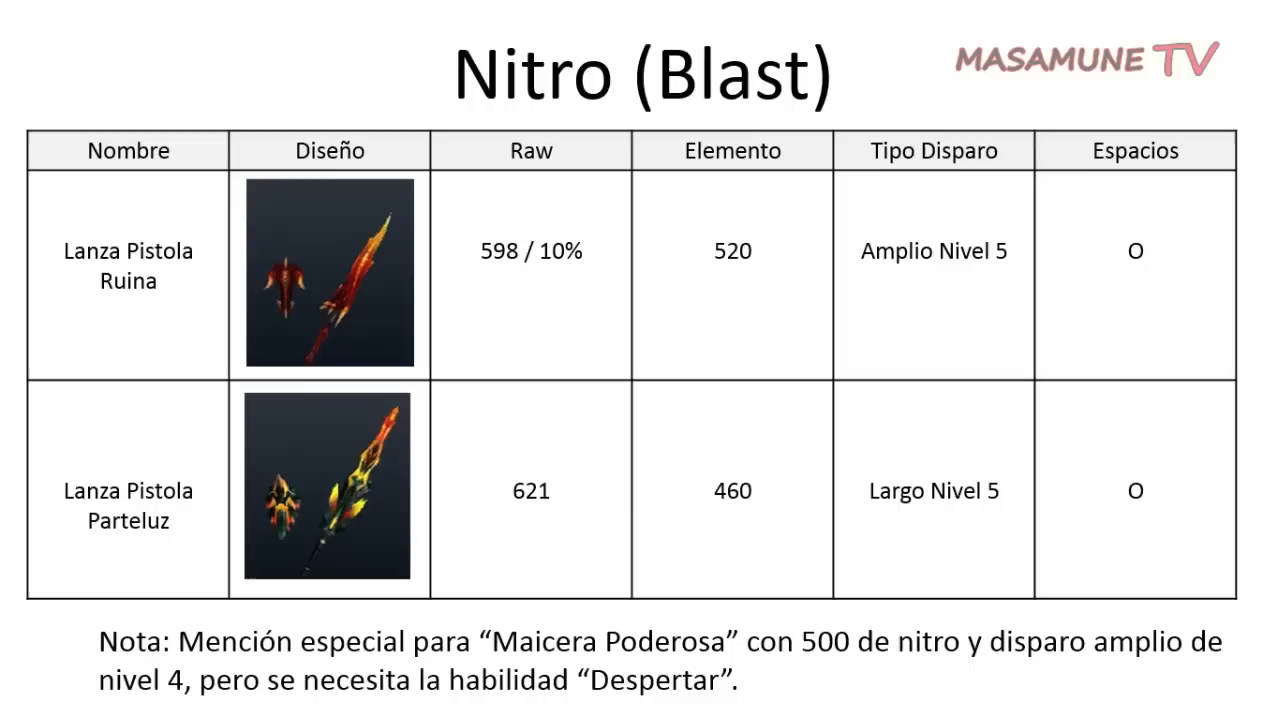 Nitro (Blast)
MASAMUNE TV
Nombre Diseño Raw Elemento Tipo Disparo Espacios
Lanza Pistola
Ruina
598 / 10% 520 Amplio Nivel 5 O
Lanza Pistola
Parteluz
621 460 Largo Nivel 5 O
Nota: Mención especial para “Maicera Poderosa” con 500 de nitro y disparo amplio de
nivel 4, pero se necesita la habilidad “Despertar”.